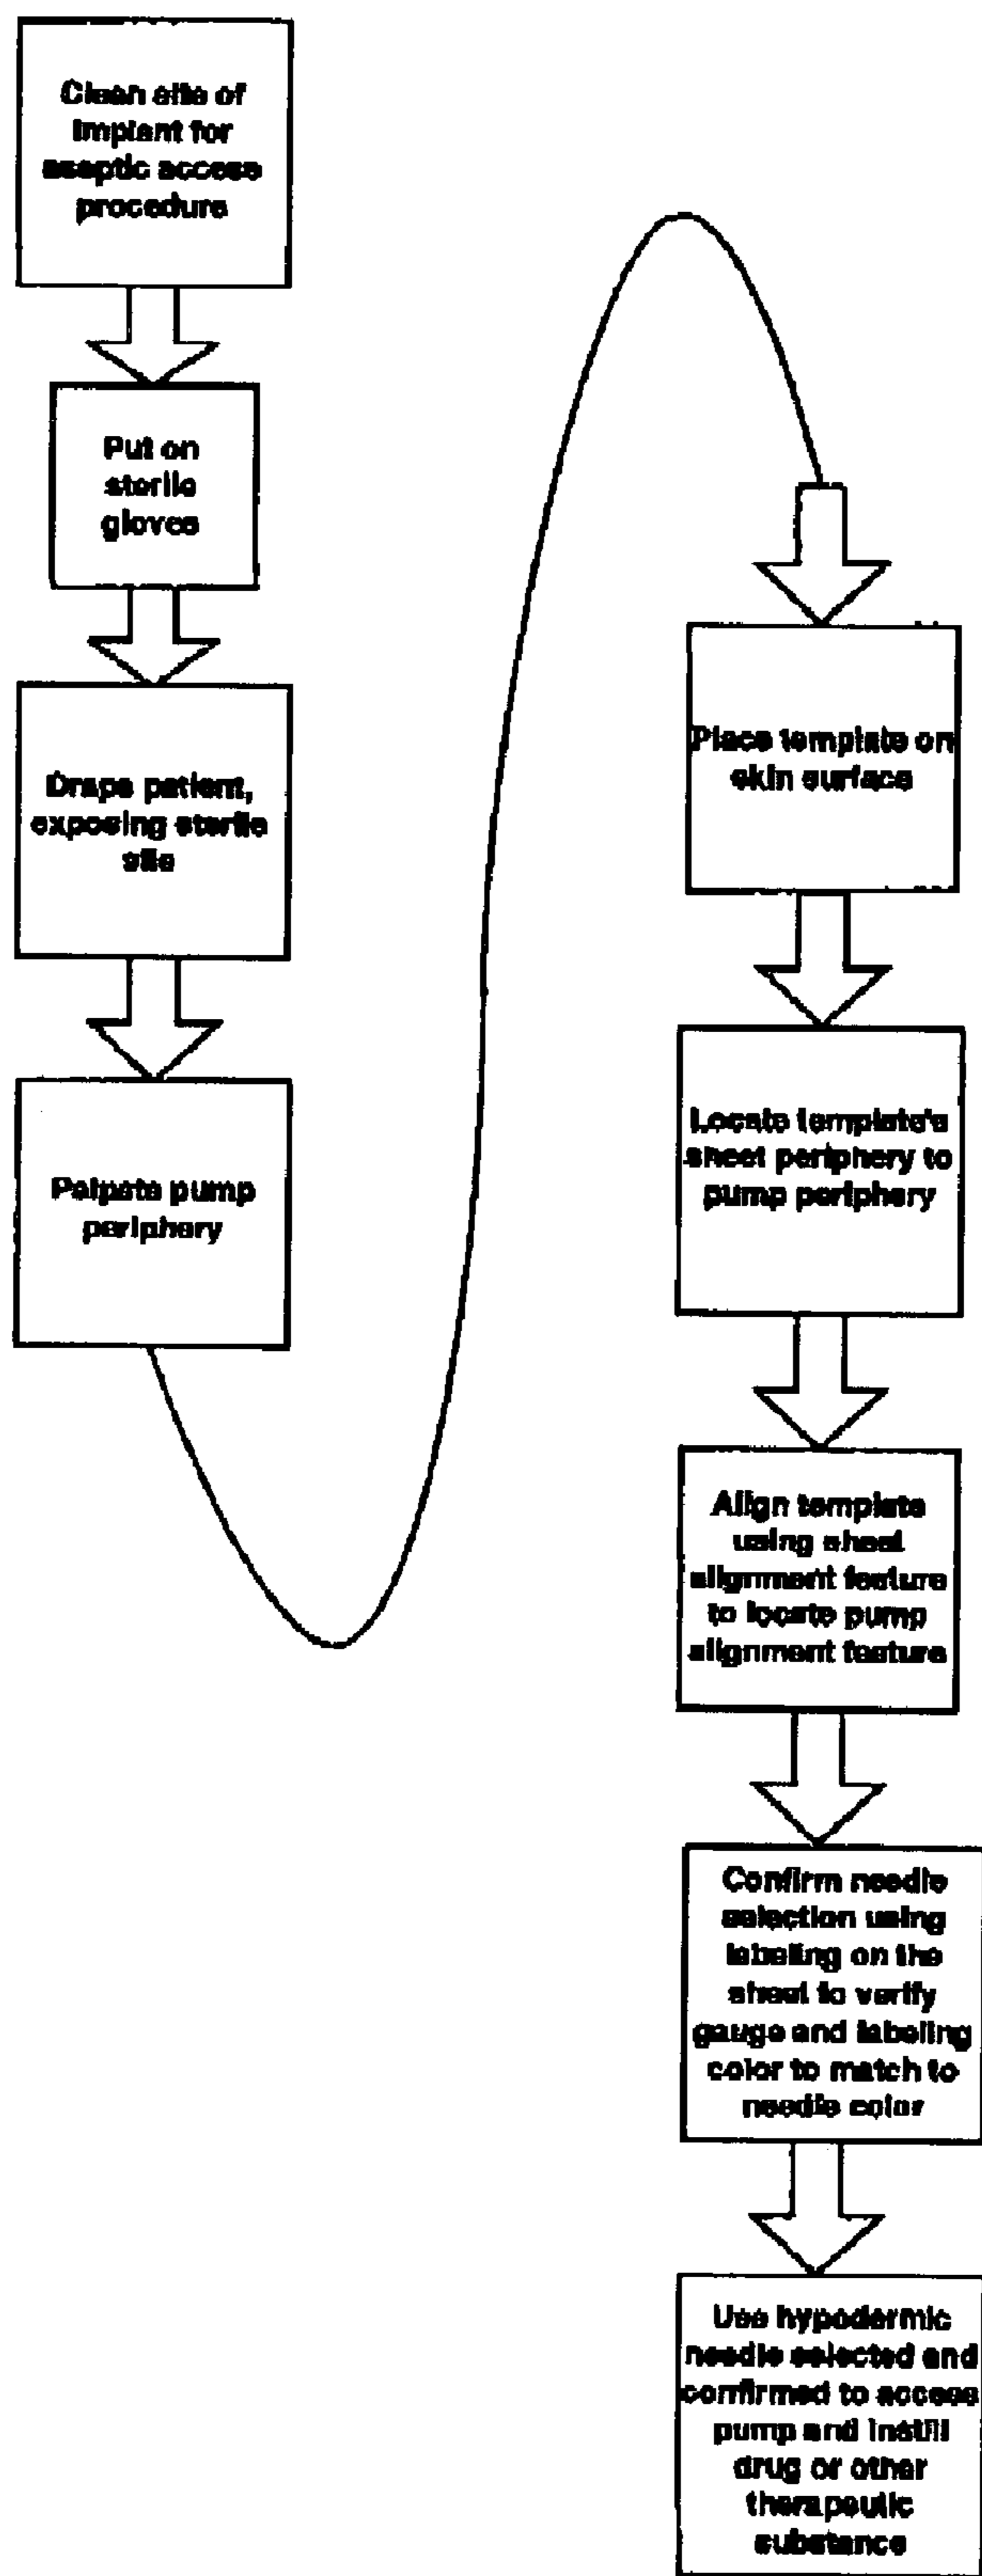 Clean site of
implant for
aseptic access
procedure
Put on
sterile
gloves
Drape patient,
exposing sterile
site
Palpate pump
periphery
Place template on
skin surface
Locate template's
sheet periphery to
pump periphery
Align template
using sheet
alignment feature
to locate pump
alignment feature
Confirm needle
selection using
labeling on the
sheet to verify
gauge and labeling
color to match to
needle color
Use hypodermic
needle selected and
confirmed to access
pump and instill
drug or other
therapeutic
substance